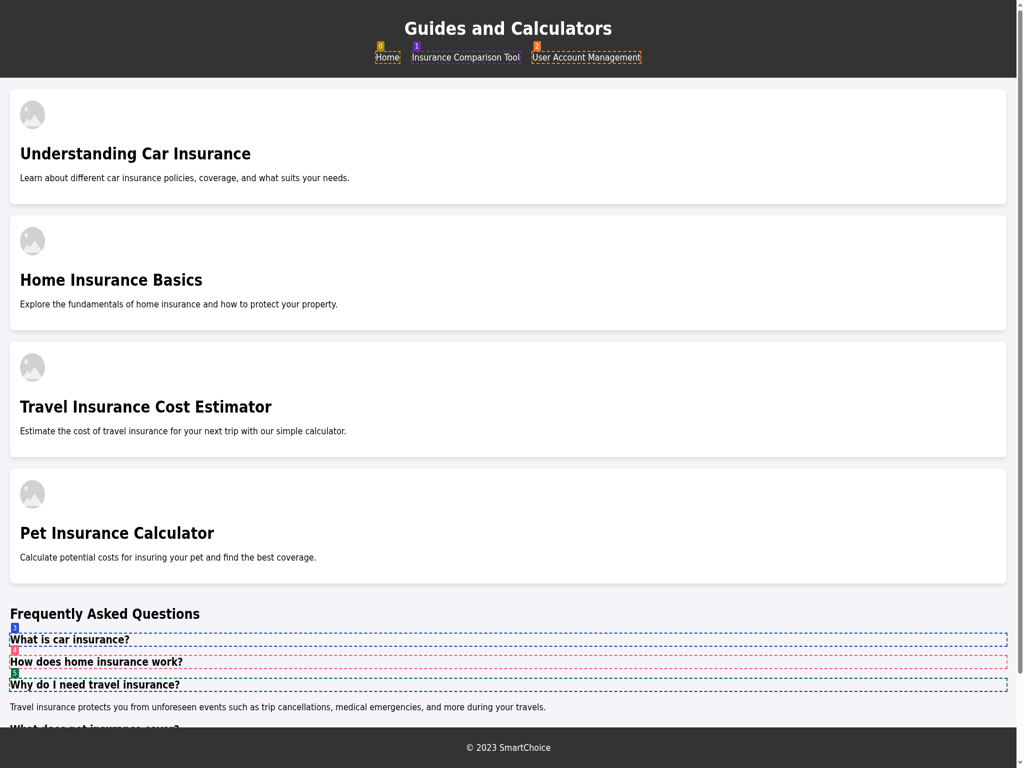 Guides and Calculators
0
1
2
Home
Insurance Comparison Tool
User Account Management
Understanding Car Insurance
Learn about different car insurance policies, coverage, and what suits your needs.
Home Insurance Basics
Explore the fundamentals of home insurance and how to protect your property.
Travel Insurance Cost Estimator
Estimate the cost of travel insurance for your next trip with our simple calculator.
Pet Insurance Calculator
Calculate potential costs for insuring your pet and find the best coverage.
Frequently Asked Questions
3
What is car insurance?
4
How does home insurance work?
5
Why do I need travel insurance?
Travel insurance protects you from unforeseen events such as trip cancellations, medical emergencies, and more during your travels.
What does pet insurance cover?
© 2023 SmartChoice